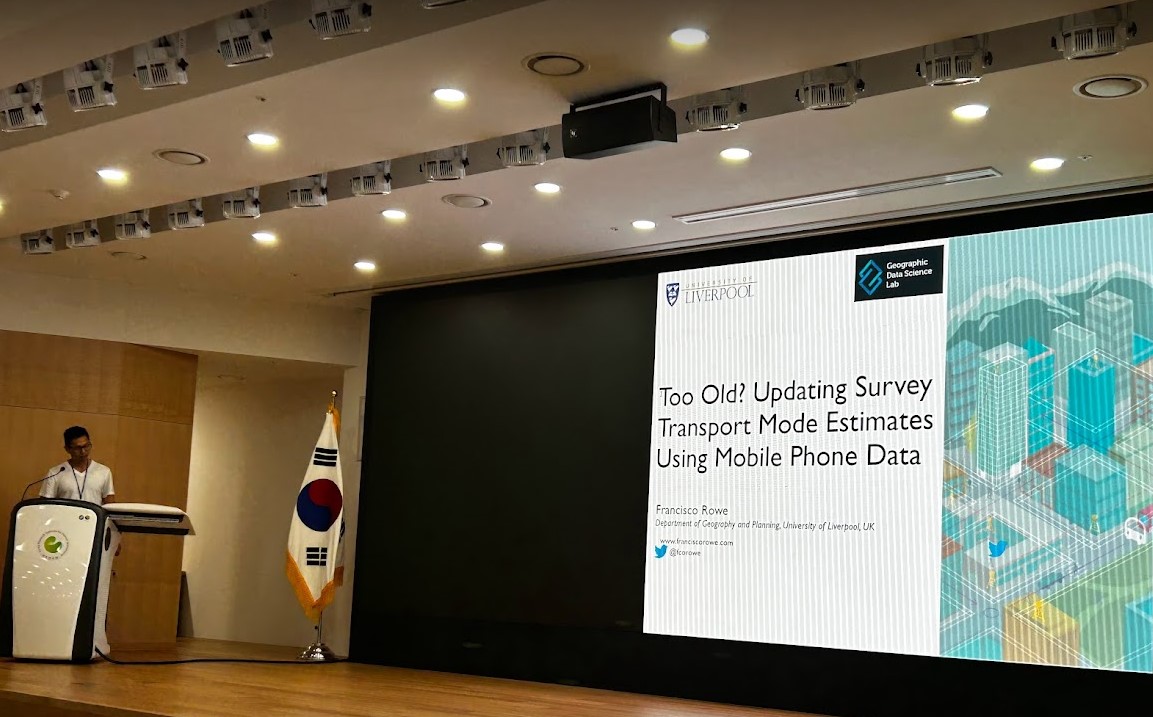 UNIVERSITY OF
LIVERPOOL
Geographic
Data Science
Lab
Too Old? Updating Survey
Transport Mode Estimates
Using Mobile Phone Data
Francisco Rowe
Department of Geography and Planning, University of Liverpool, UK
www.franciscorowe.com
@fcorowe